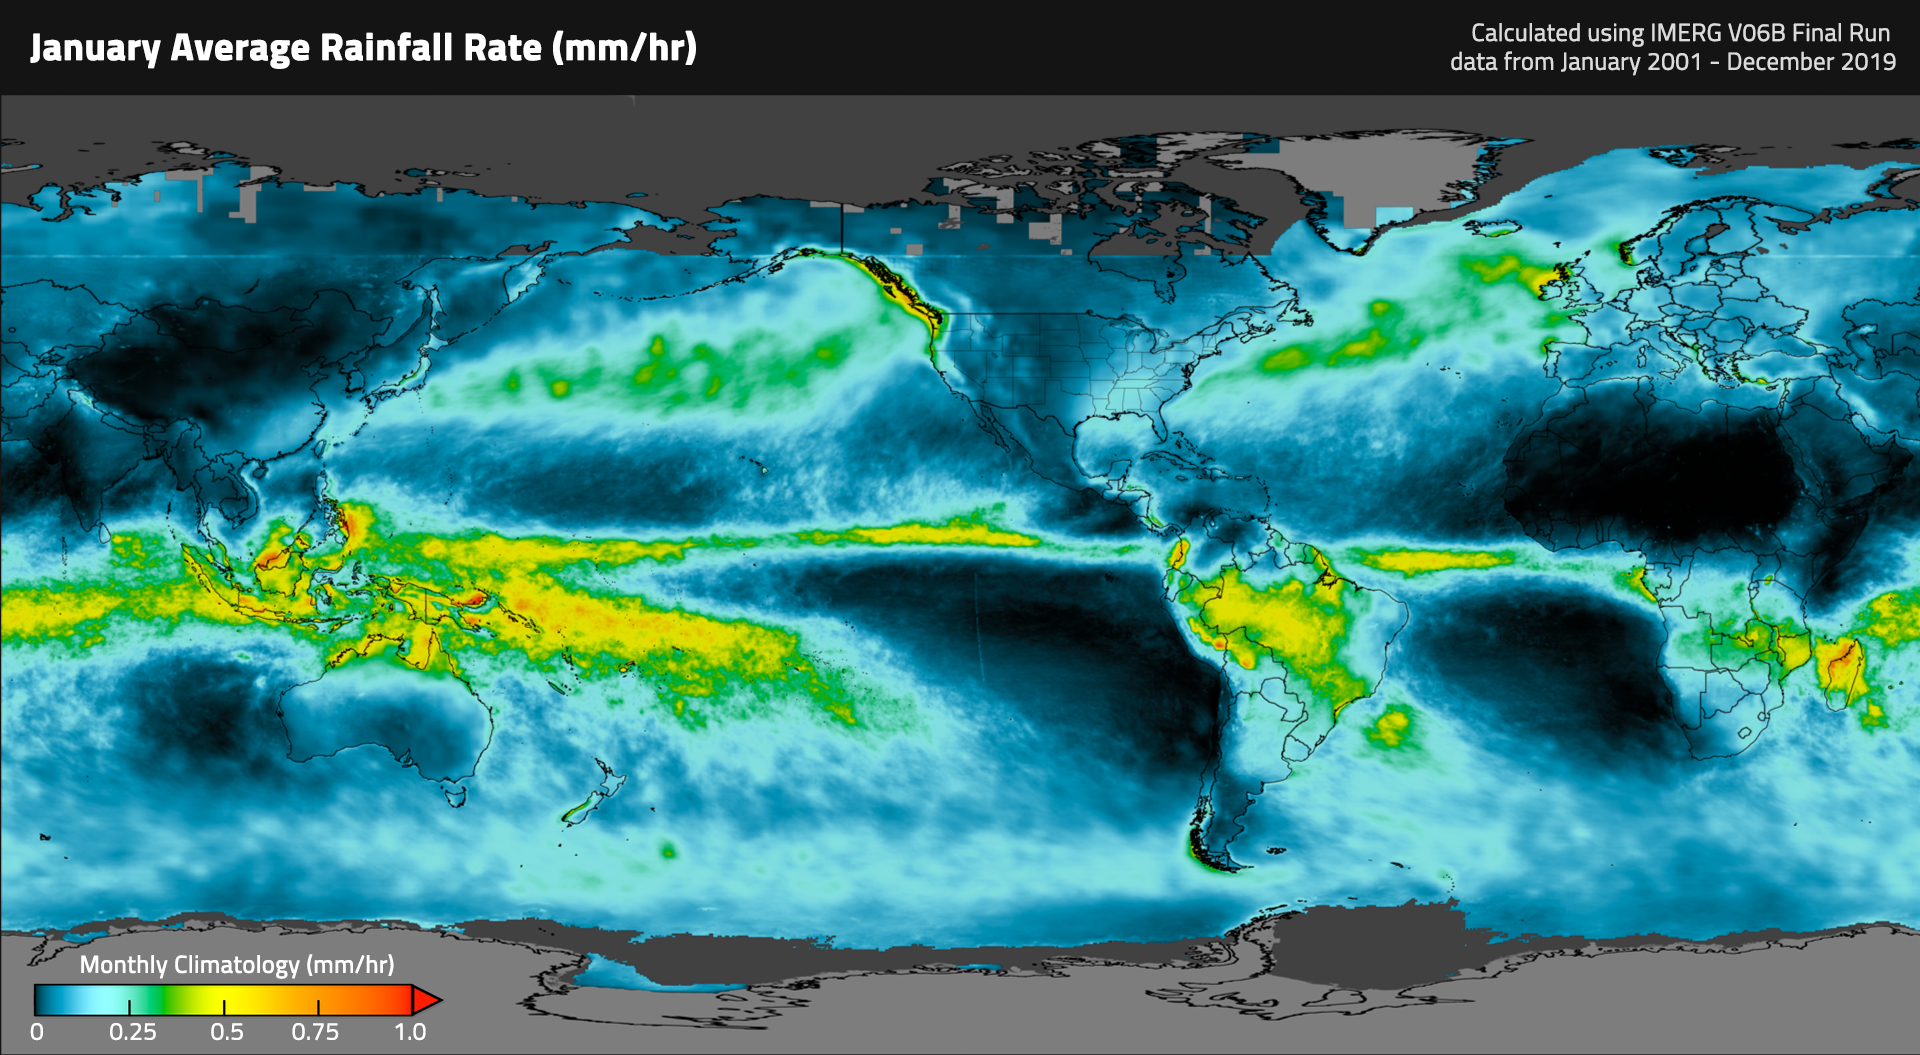 January Average Rainfall Rate (mm/hr)
Calculated using IMERG V06B Final Run
data from January 2001 - December 2019
Monthly Climatology (mm/hr)
0 0.25 0.5 0.75 1.0